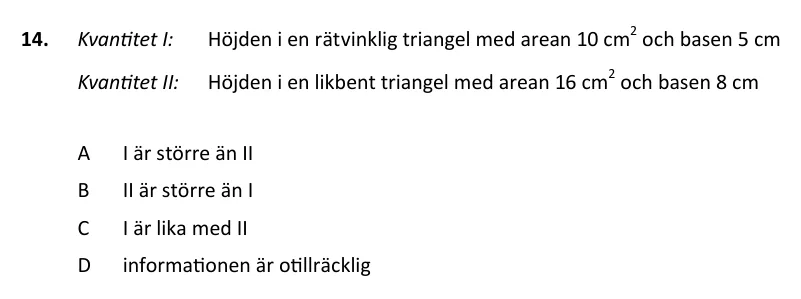 14. Kvantitet I: Höjden i en rätvinklig triangel med arean 10 cm² och basen 5 cm
Kvantitet II: Höjden i en likbent triangel med arean 16 cm² och basen 8 cm
A I är större än II
B II är större än I
C I är lika med II
D informationen är otillräcklig